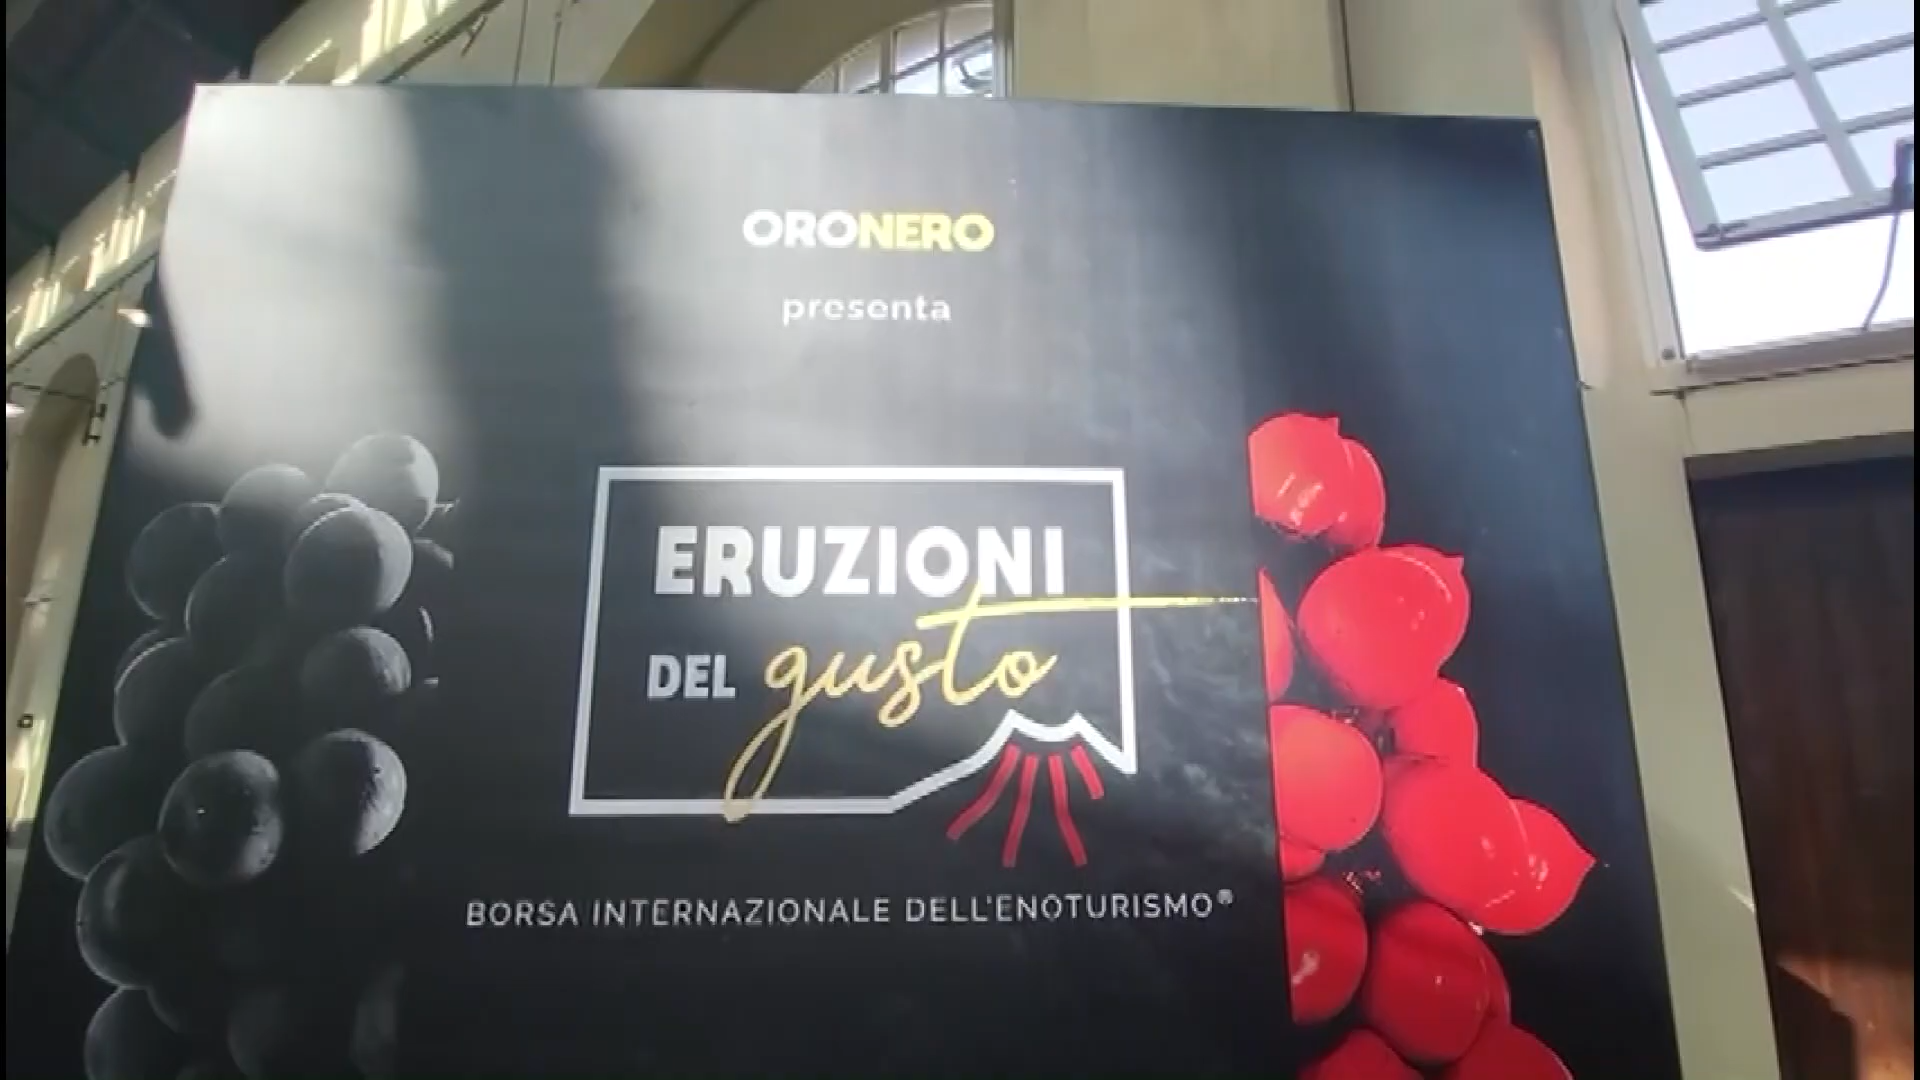 ORONERO
presenta
ERUZIONI
DEL gusto
BORSA INTERNAZIONALE DELL'ENOTURISMO®